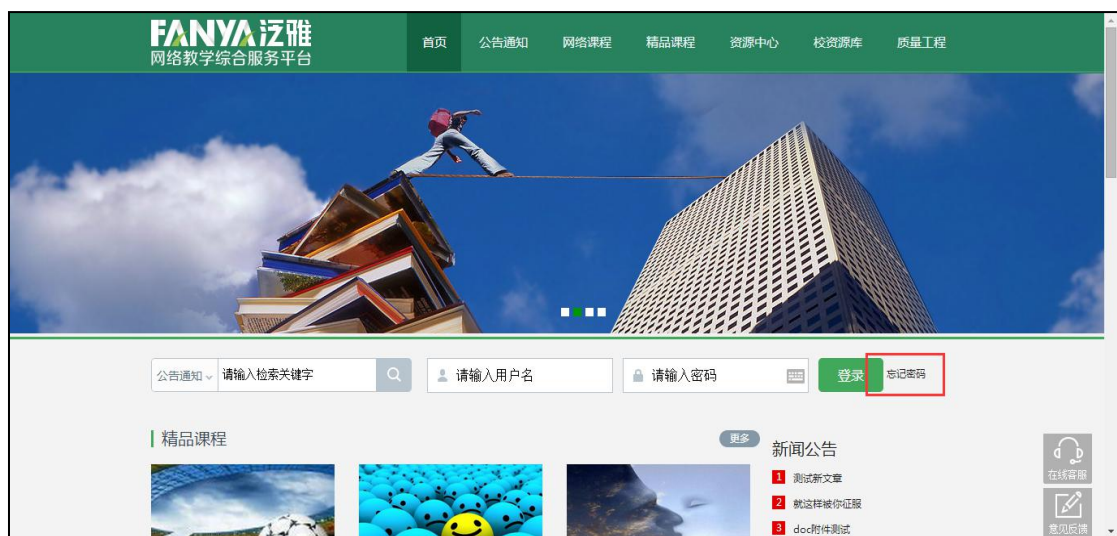 FANYA 泛雅
网络教学综合服务平台
首页 公告通知 网络课程 精品课程 资源中心 校资源库 质量工程
公告通知 请输入检索关键字 请输入用户名 请输入密码 登录 忘记密码
精品课程 更多
新闻公告
1 测试新文章
2 就这样被你征服
3 doc附件测试
在线客服
意见反馈